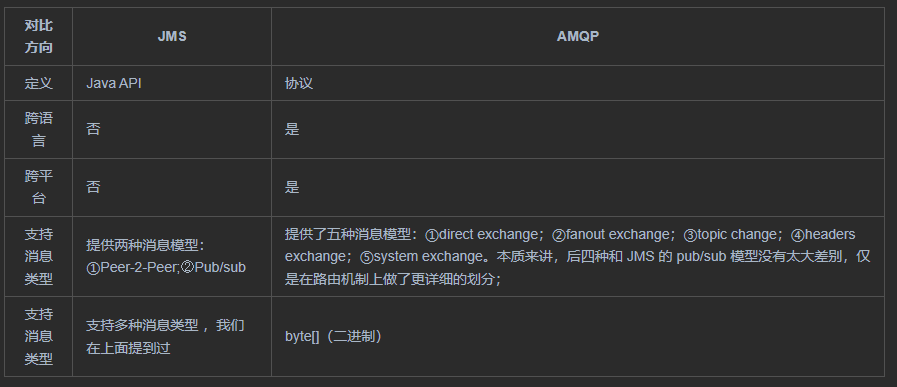 对比
方向
JMS
AMQP
定义
Java API
协议
跨语
言
否
是
跨平
台
否
是
支持
消息
类型
提供两种消息模型：
①Peer-2-Peer;②Pub/sub
提供了五种消息模型：①direct exchange；②fanout exchange；③topic change；④headers
exchange；⑤system exchange。本质来讲，后四种和 JMS 的 pub/sub 模型没有太大差别，仅
是在路由机制上做了更详细的划分；
支持
消息
类型
支持多种消息类型 ，我们
在上面提到过
byte[]（二进制）